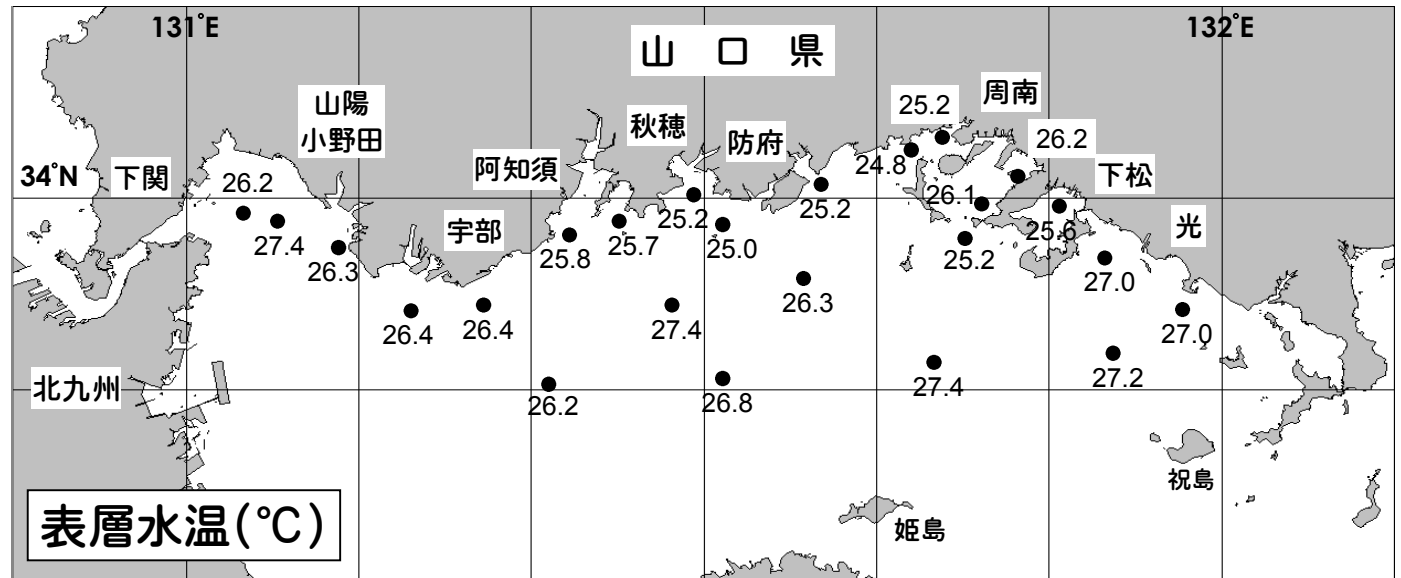 131°E
132°E
山口県
山陽
小野田
周南
25.2
秋穂
防府
26.2
24.8
阿知須
下松
34°N
下関
26.2
26.1
25.2
25.2
光
宇部
27.4
25.7
25.0
25.6
25.8
26.3
25.2
27.0
26.3
26.4
26.4
27.4
27.0
北九州
26.2
26.8
27.4
27.2
祝島
表層水温(℃)
姫島